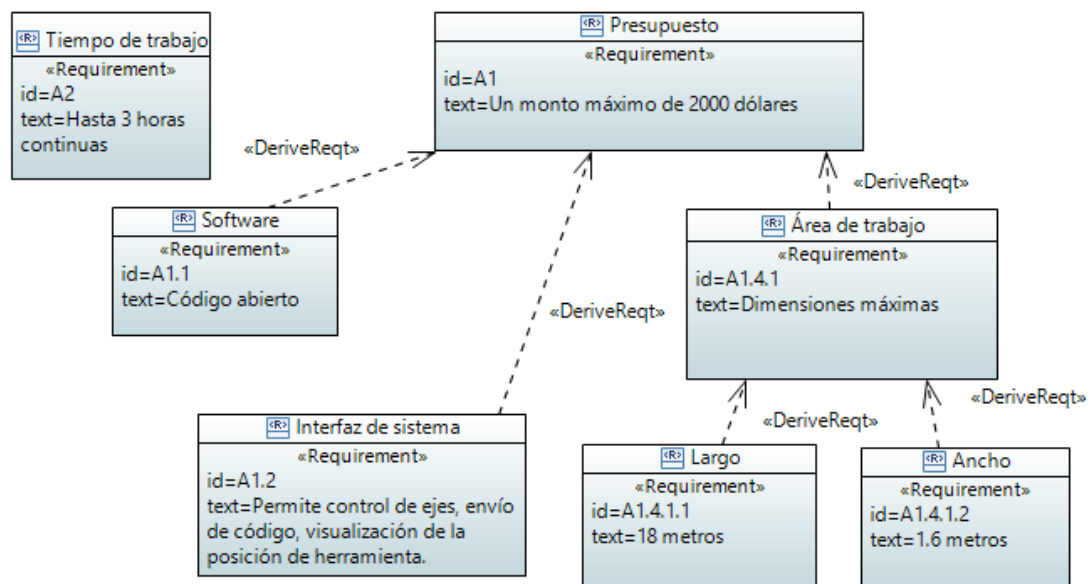 Tiempo de trabajo
«Requirement»
id=A2
text=Hasta 3 horas
continuas
Presupuesto
«Requirement»
id=A1
text=Un monto máximo de 2000 dólares
«DeriveReqt»
«DeriveReqt»
Software
«Requirement»
id=A1.1
text=Código abierto
Área de trabajo
«Requirement»
id=A1.4.1
text=Dimensiones máximas
«DeriveReqt»
«DeriveReqt»
«DeriveReqt»
Interfaz de sistema
«Requirement»
id=A1.2
text=Permite control de ejes, envío
de código, visualización de la
posición de herramienta.
Largo
«Requirement»
id=A1.4.1.1
text=18 metros
Ancho
«Requirement»
id=A1.4.1.2
text=1.6 metros